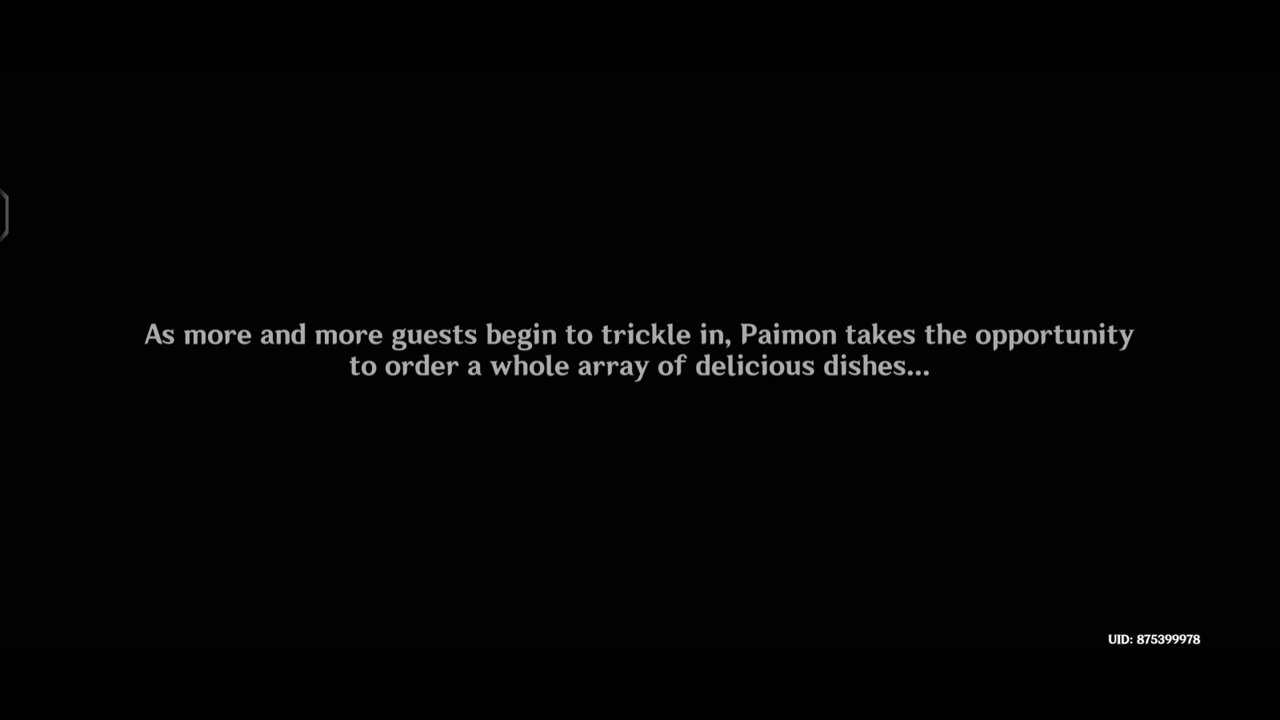 As more and more guests begin to trickle in, Paimon takes the opportunity
to order a whole array of delicious dishes...
UID: 875399978